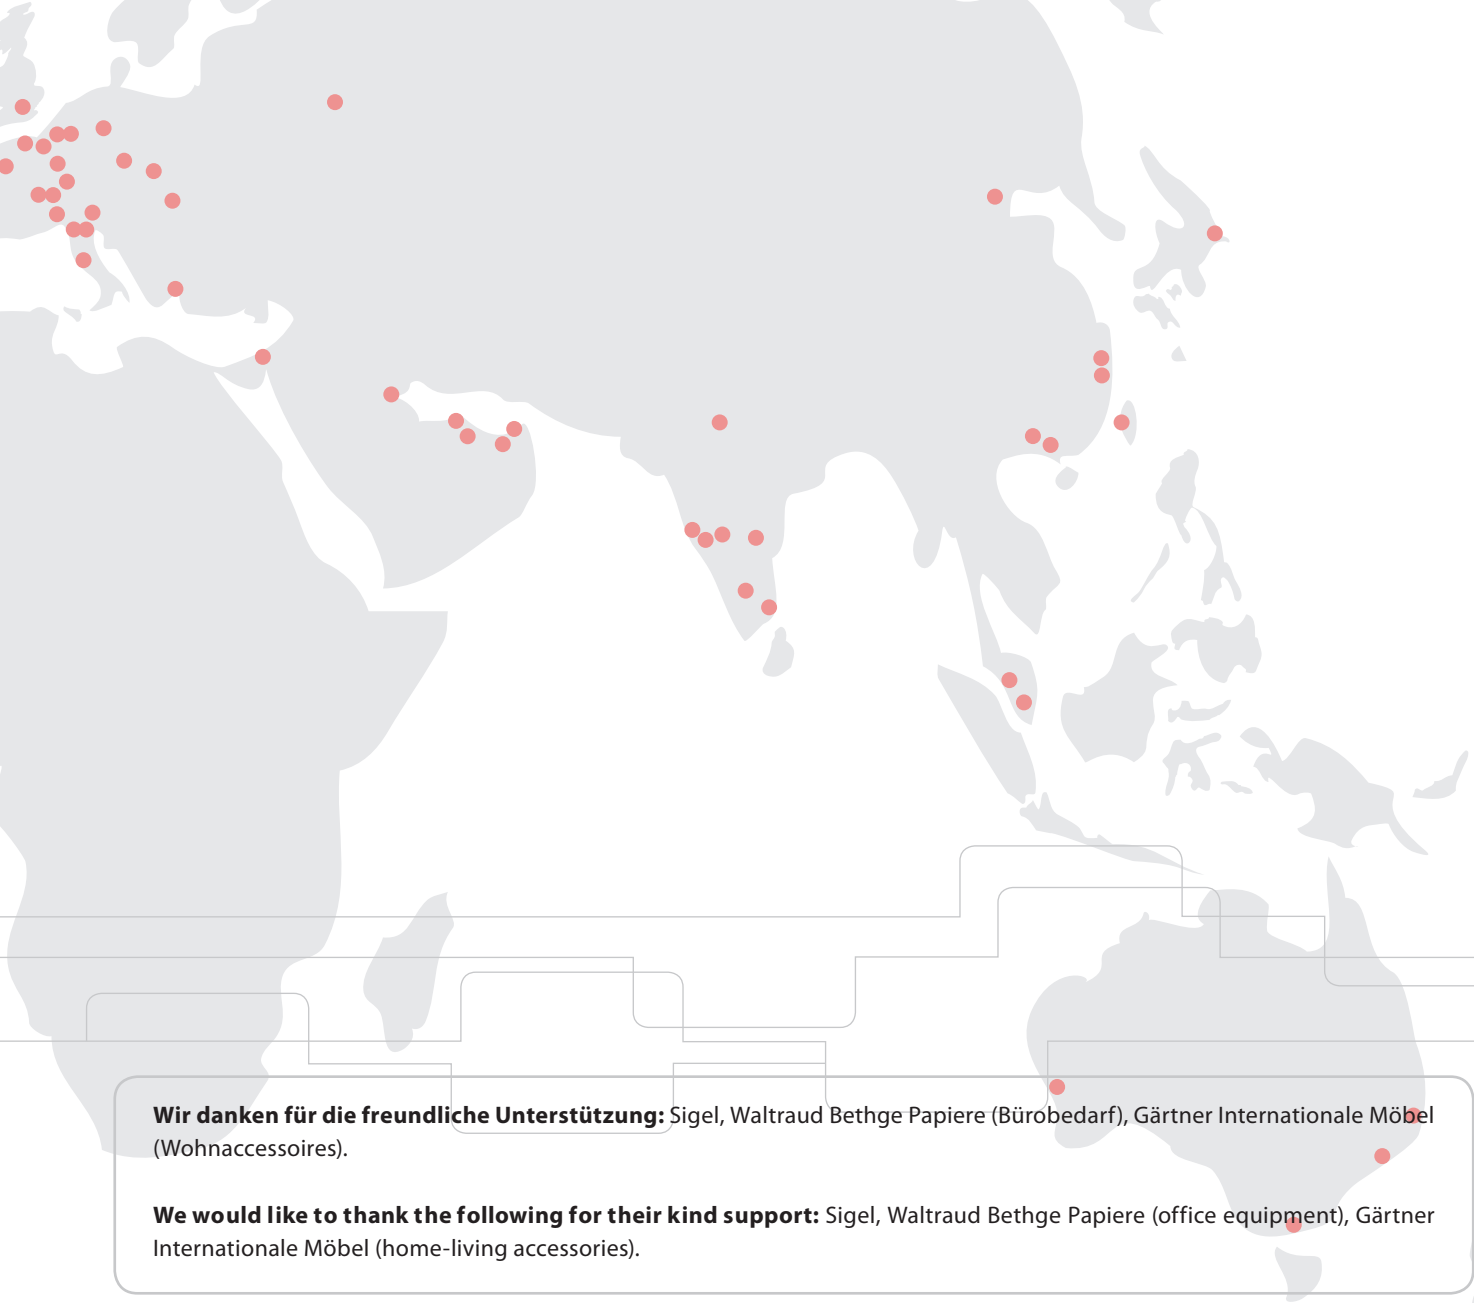 Wir danken für die freundliche Unterstützung: Sigel, Waltraud Bethge Papiere (Bürobedarf), Gärtner Internationale Möbel
(Wohnaccessoires).
We would like to thank the following for their kind support: Sigel, Waltraud Bethge Papiere (office equipment), Gärtner
Internationale Möbel (home-living accessories).